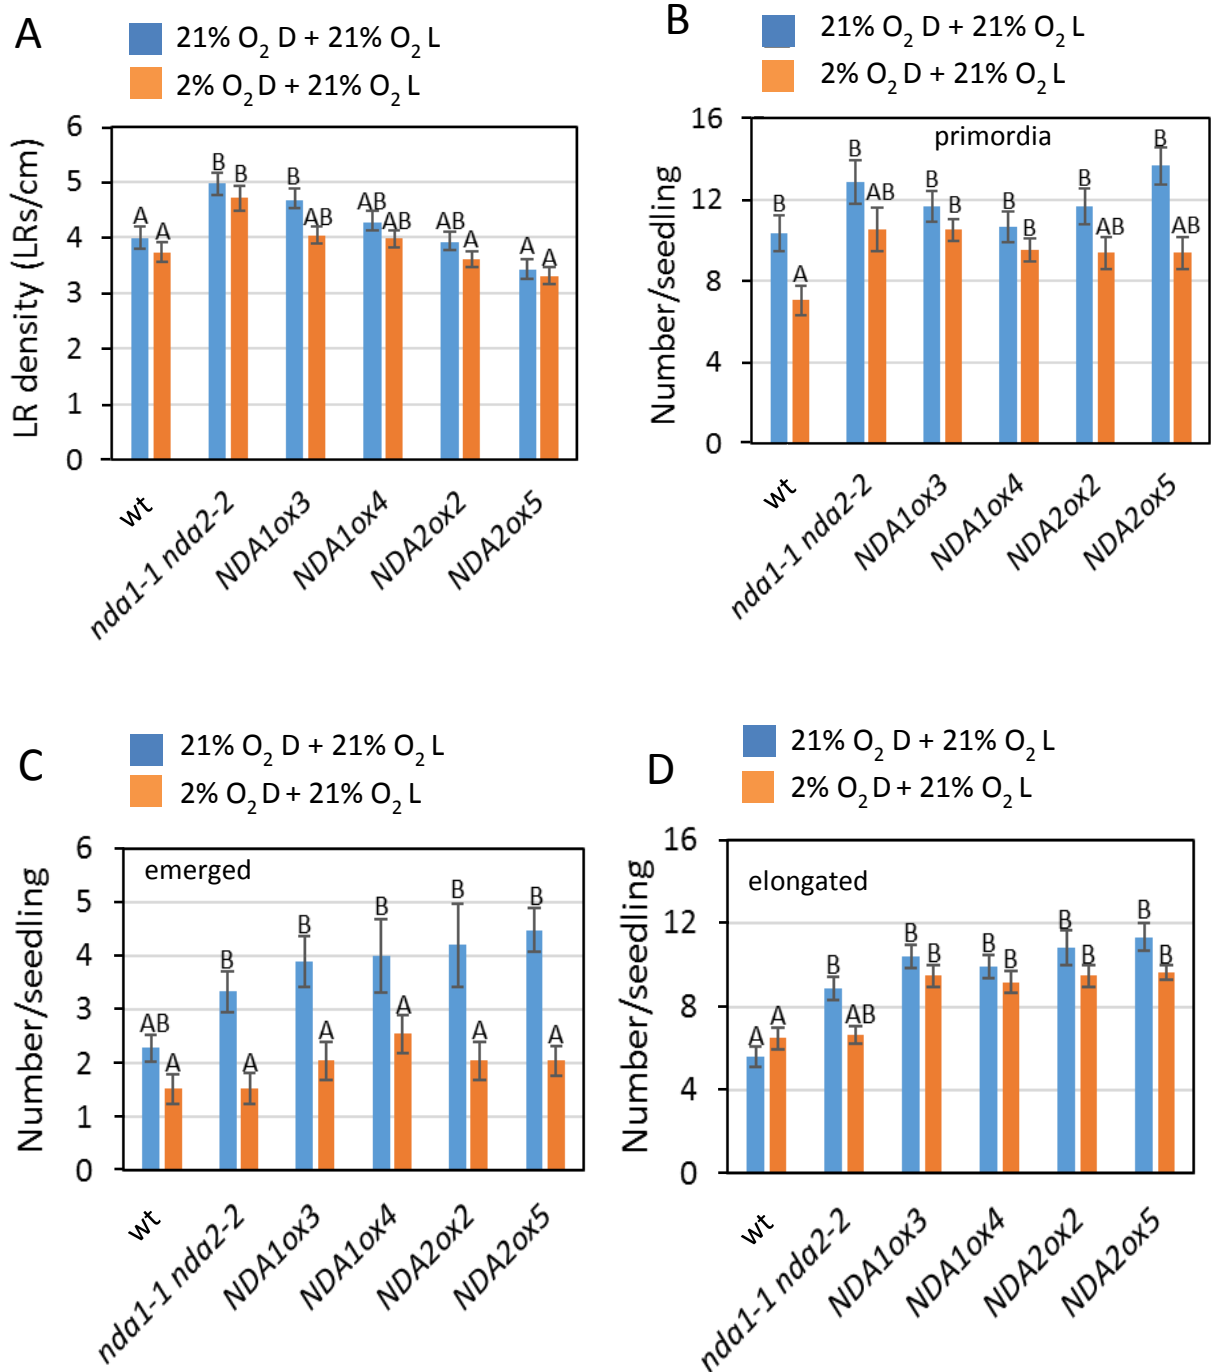 A
21% O2 D + 21% O2 L
2% O2 D + 21% O2 L
LR density (LRs/cm)
6
5
4
3
2
1
0
A A B B B AB AB AB AB A A A
wt
nda1-1 nda2-2
NDA1ox3
NDA1ox4
NDA2ox2
NDA2ox5
B
21% O2 D + 21% O2 L
2% O2 D + 21% O2 L
primordia
Number/seedling
16
12
8
4
0
B A B AB B B B B B AB B AB
wt
nda1-1 nda2-2
NDA1ox3
NDA1ox4
NDA2ox2
NDA2ox5
C
21% O2 D + 21% O2 L
2% O2 D + 21% O2 L
emerged
Number/seedling
6
5
4
3
2
1
0
AB A B A B A B A B A B A
wt
nda1-1 nda2-2
NDA1ox3
NDA1ox4
NDA2ox2
NDA2ox5
D
21% O2 D + 21% O2 L
2% O2 D + 21% O2 L
elongated
Number/seedling
16
12
8
4
0
A A B AB B B B B B B B B
wt
nda1-1 nda2-2
NDA1ox3
NDA1ox4
NDA2ox2
NDA2ox5